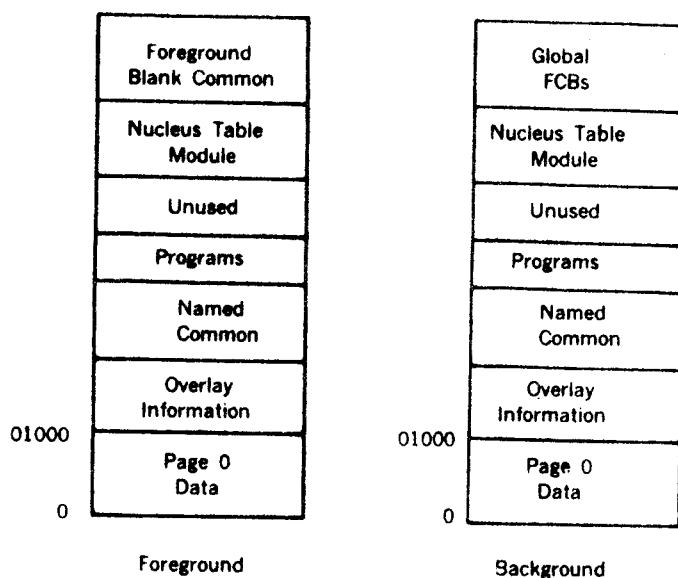 Foreground
Blank Common
Nucleus Table
Module
Unused
Programs
Named
Common
Overlay
Information
01000
Page 0
Data
0
Foreground
Global
FCBs
Nucleus Table
Module
Unused
Programs
Named
Common
Overlay
Information
01000
Page 0
Data
0
Background